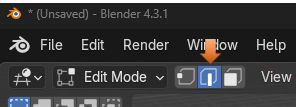 * (Unsaved) - Blender 4.3.1
File Edit Render Window Help
Edit Mode View